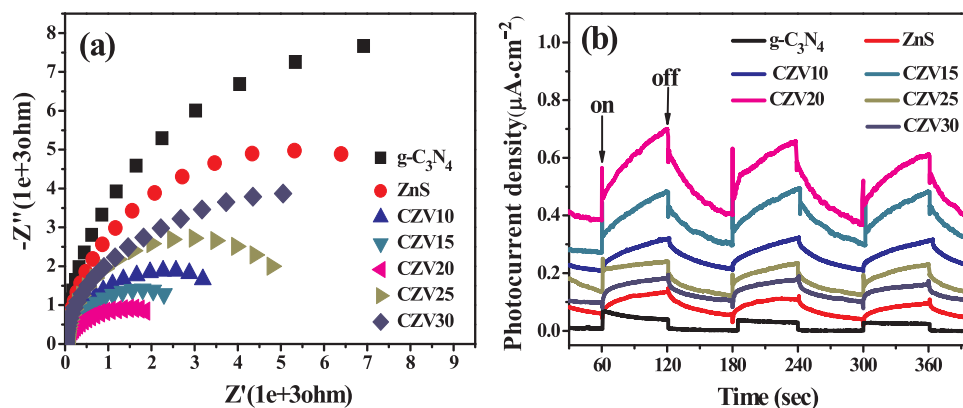 (a)
-Z''(1e+3ohm)
8
7
6
5
4
3
2
1
0
g-C₃N₄
ZnS
CZV10
CZV15
CZV20
CZV25
CZV30
0 1 2 3 4 5 6 7 8 9
Z'(1e+3ohm)
(b)
Photocurrent density(μA·cm⁻²)
1.0
0.8
0.6
0.4
0.2
0.0
g-C₃N₄ ZnS
CZV10 CZV15
CZV20 CZV25
CZV30
on
off
60 120 180 240 300 360
Time (sec)